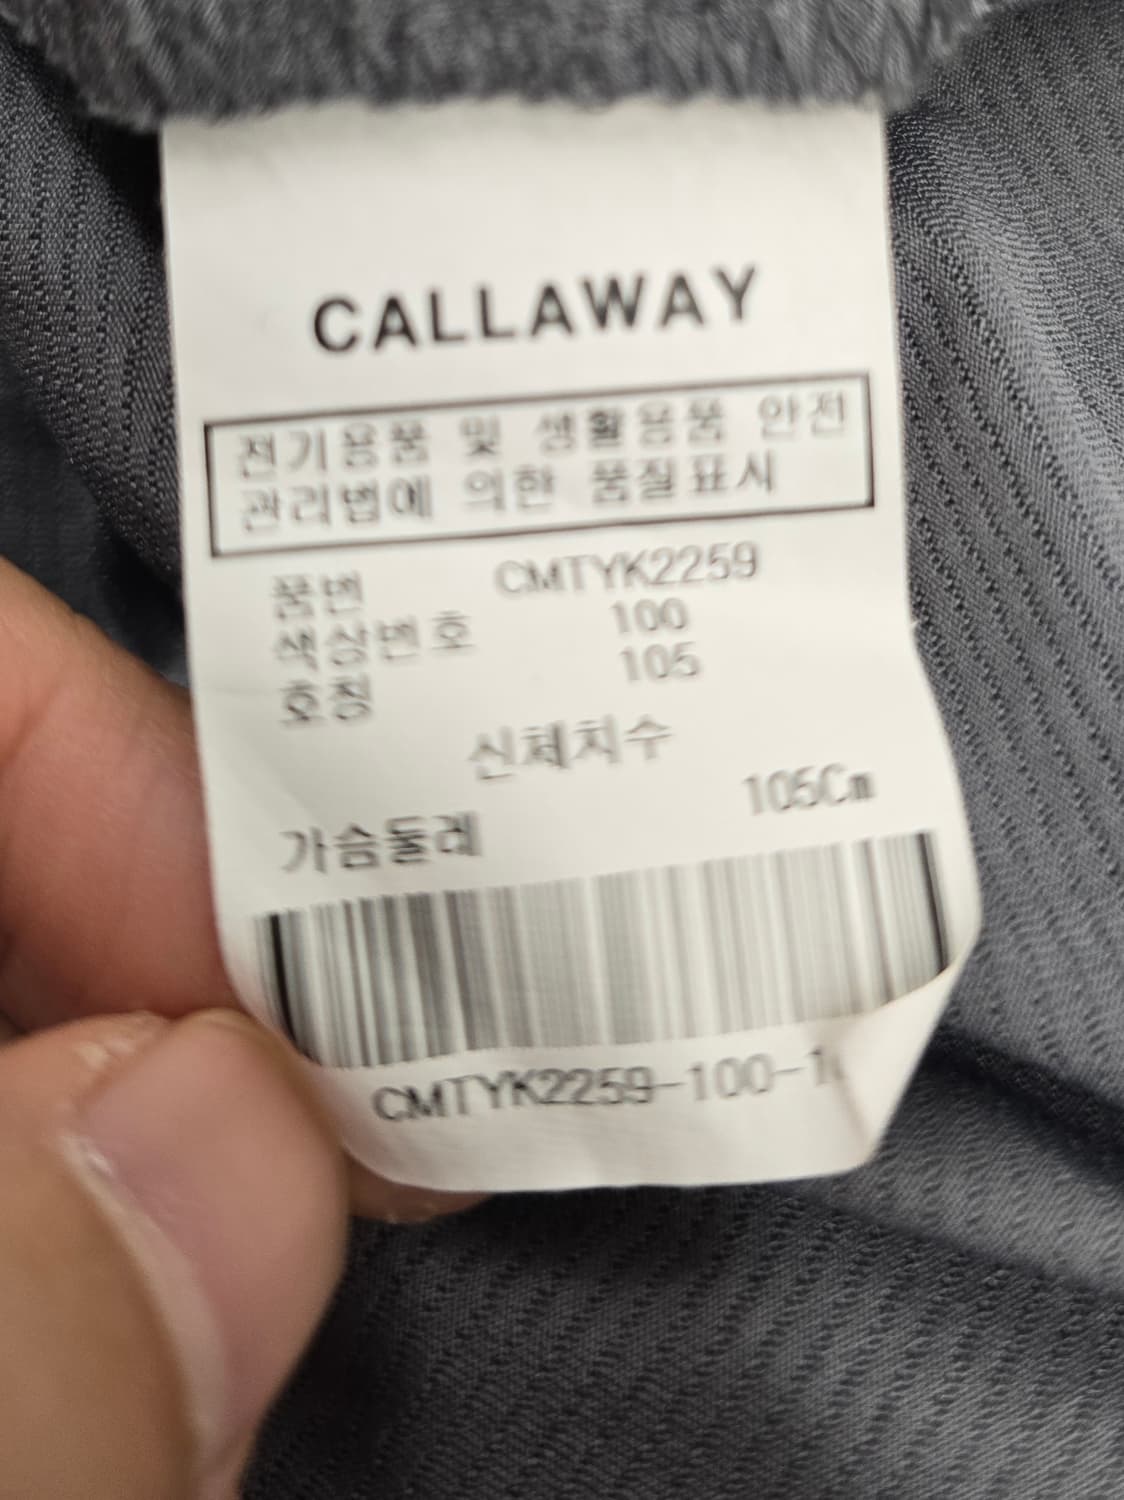 CALLAWAY
전기용품 및 생활용품 안전
관리법에 의한 품질표시
품번 CMTYK2259
색상번호 100
호칭 105
신체치수
가슴둘레 105Cm
CMTYK2259-100-1